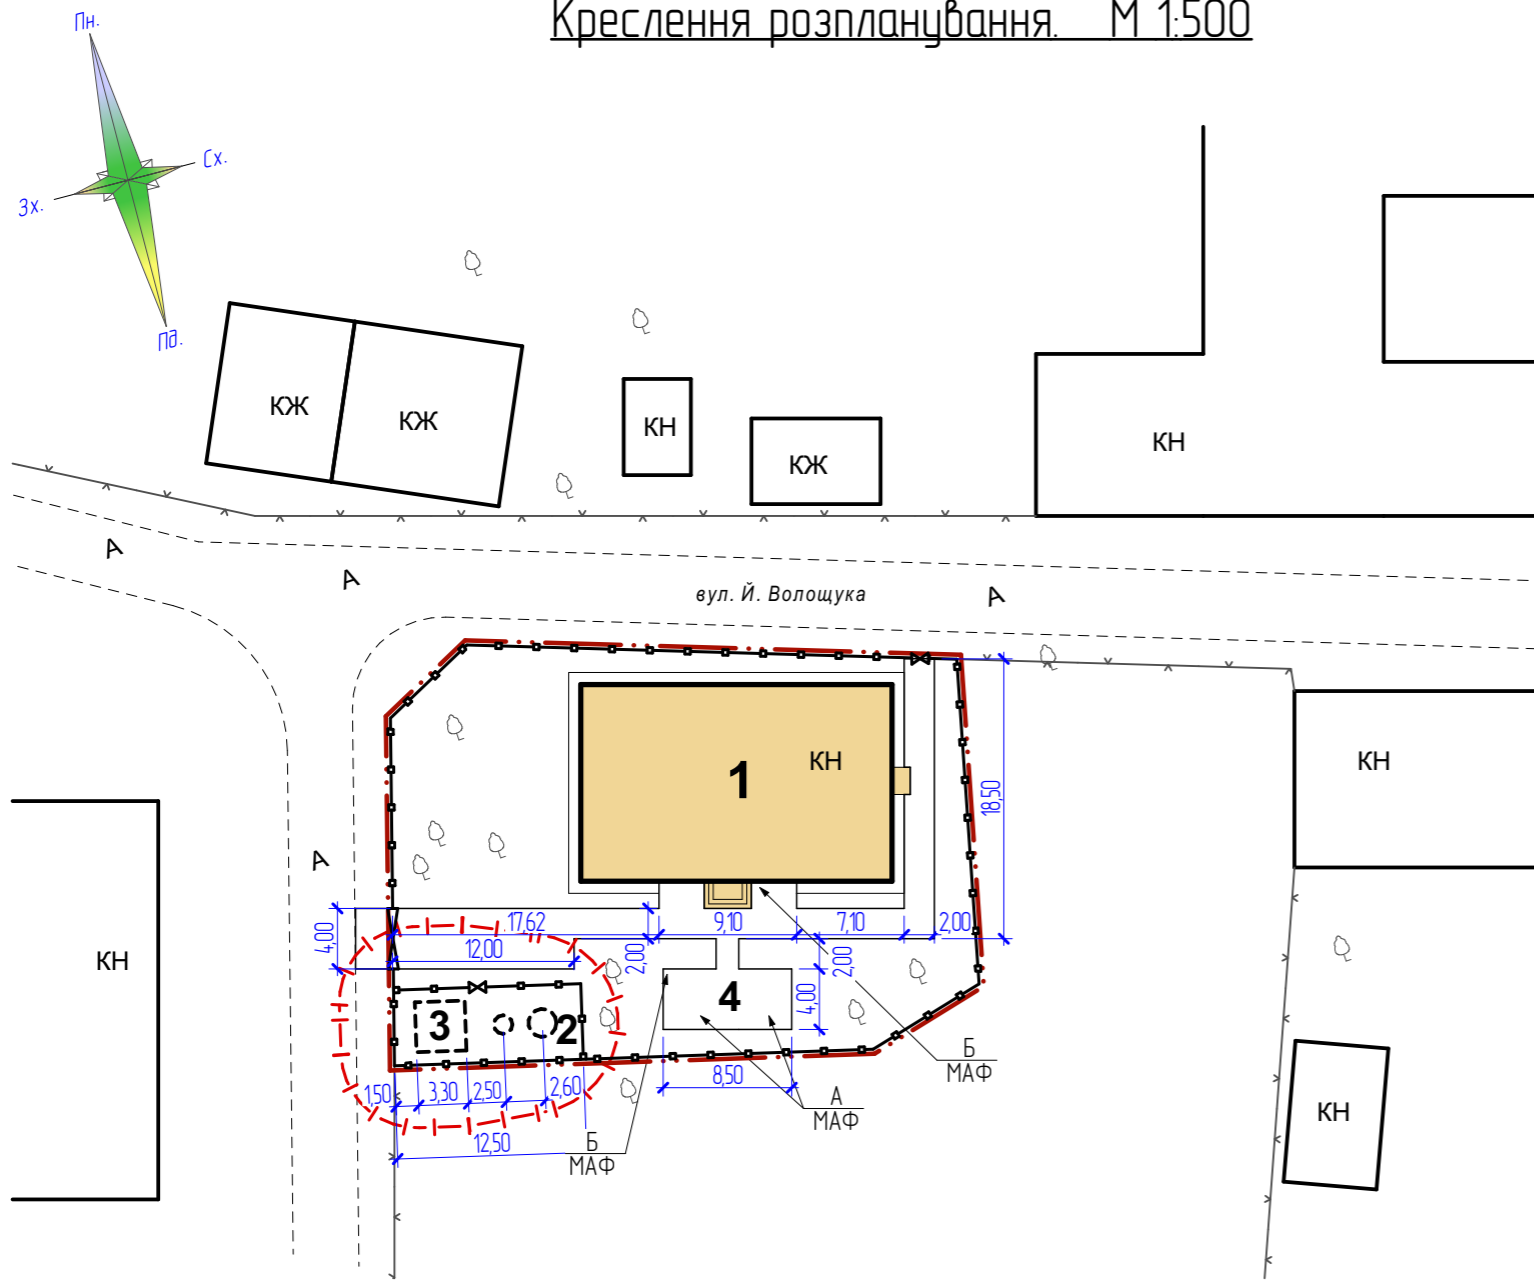 Креслення розпланування. М 1:500
Пн.
Сх.
Зх.
Пд.
КЖ
КЖ
КН
КЖ
КН
А
А
вул. Й. Волощука
А
КН
1
КН
18,50
А
4,00
17,62
9,10
7,10
2,00
12,00
2,00
2,00
КН
3
2
4
4,00
Б
МАФ
1,50
3,30
2,50
2,60
8,50
А
МАФ
КН
12,50
Б
МАФ